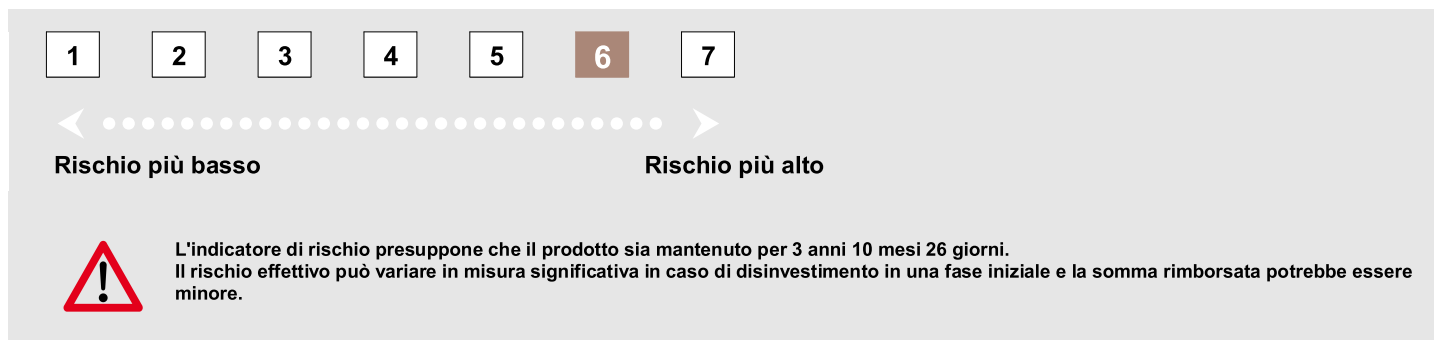 1 2 3 4 5 6 7
Rischio più basso Rischio più alto
L'indicatore di rischio presuppone che il prodotto sia mantenuto per 3 anni 10 mesi 26 giorni.
Il rischio effettivo può variare in misura significativa in caso di disinvestimento in una fase iniziale e la somma rimborsata potrebbe essere
minore.